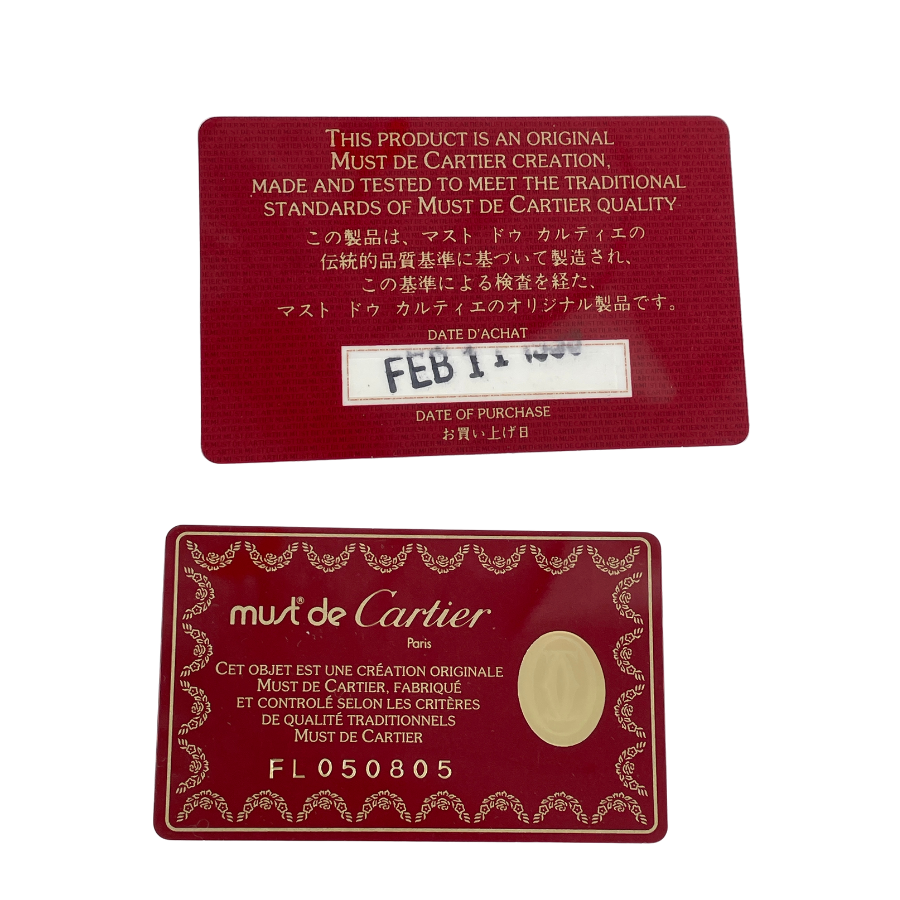 THIS PRODUCT IS AN ORIGINAL
MUST DE CARTIER CREATION,
MADE AND TESTED TO MEET THE TRADITIONAL
STANDARDS OF MUST DE CARTIER QUALITY
この製品は、マスト ドゥ カルティエの
伝統的品質基準に基づいて製造され、
この基準による検査を経た、
マスト ドゥ カルティエのオリジナル製品です。
DATE D'ACHAT
FEB 11
DATE OF PURCHASE
お買い上げ日
must® de Cartier
Paris
CET OBJET EST UNE CRÉATION ORIGINALE
MUST DE CARTIER, FABRIQUÉ
ET CONTROLÉ SELON LES CRITÈRES
DE QUALITÉ TRADITIONNELS
MUST DE CARTIER
FL050805